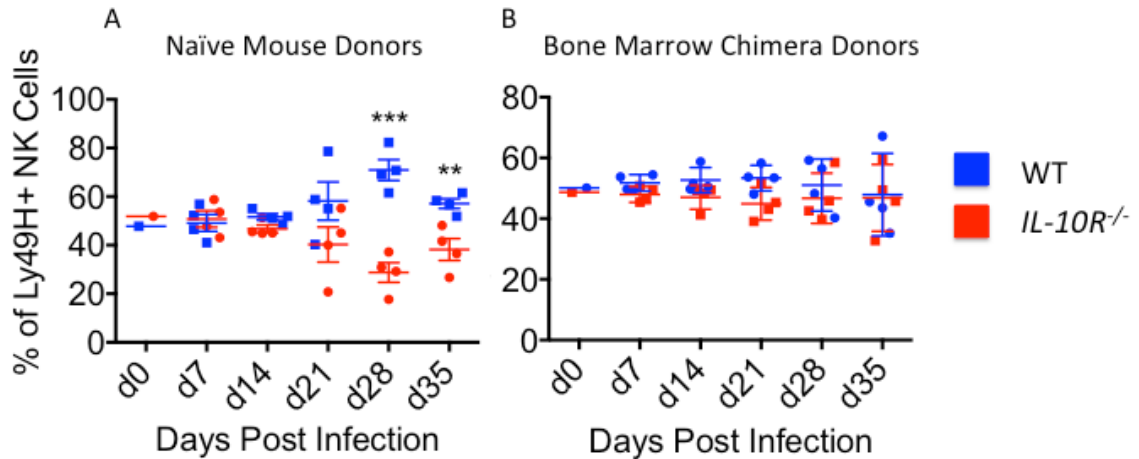 A
Naïve Mouse Donors
% of Ly49H+ NK Cells
100
80
60
40
20
0
***
**
d0 d7 d14 d21 d28 d35
Days Post Infection
B
Bone Marrow Chimera Donors
80
60
40
20
0
d0 d7 d14 d21 d28 d35
Days Post Infection
WT
IL-10R-/-